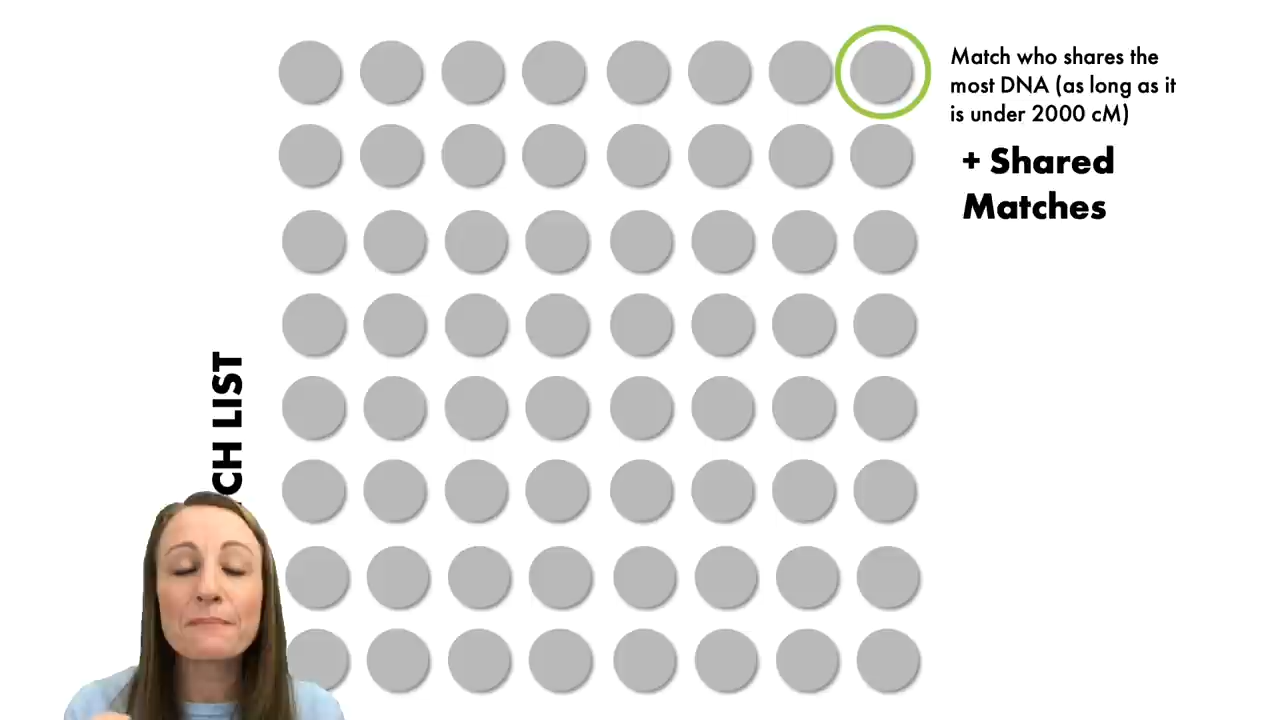 Match who shares the
most DNA (as long as it
is under 2000 cM)
+ Shared
Matches
CH LIST